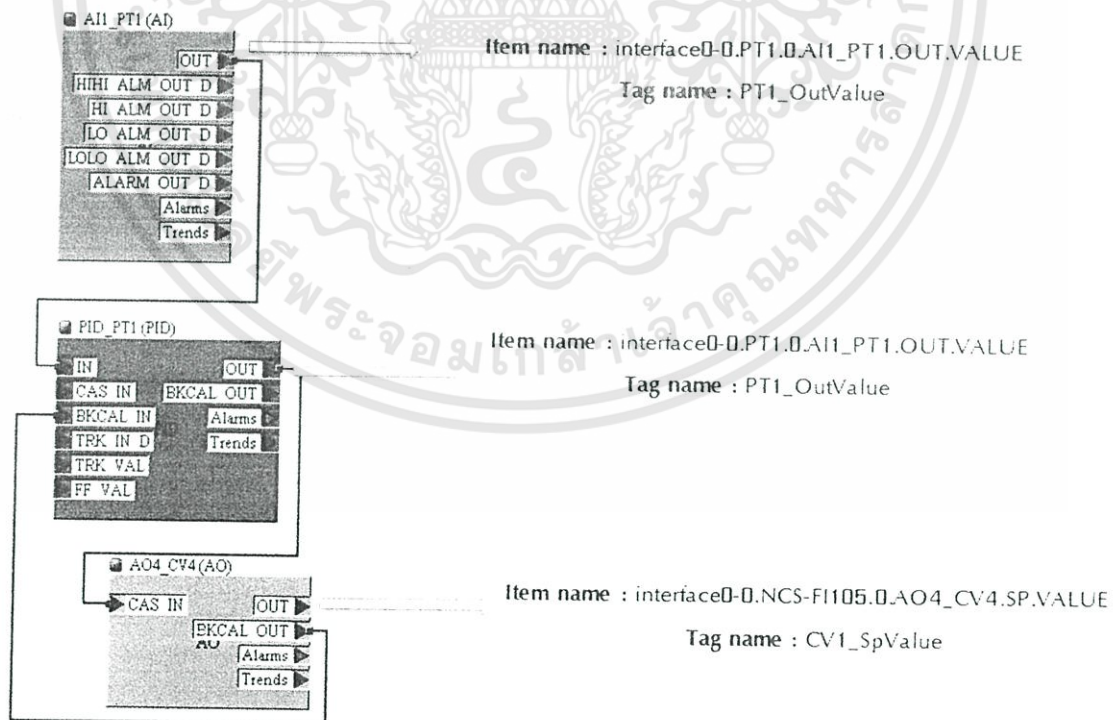 AI1_PT1 (AI)
OUT
HIHI ALM OUT D
HI ALM OUT D
LO ALM OUT D
LOLO ALM OUT D
ALARM OUT D
Alarms
Trends
Item name : interface0-0.PT1.0.AI1_PT1.OUT.VALUE
Tag name : PT1_OutValue
PID_PT1 (PID)
IN
OUT
CAS IN
BKCAL OUT
BKCAL IN
Alarms
TRK IN D
Trends
TRK VAL
FF VAL
Item name : interface0-0.PT1.0.AI1_PT1.OUT.VALUE
Tag name : PT1_OutValue
AO4_CV4 (AO)
CAS IN
OUT
BKCAL OUT
AO
Alarms
Trends
Item name : interface0-0.NCS-FI105.0.AO4_CV4.SP.VALUE
Tag name : CV1_SpValue